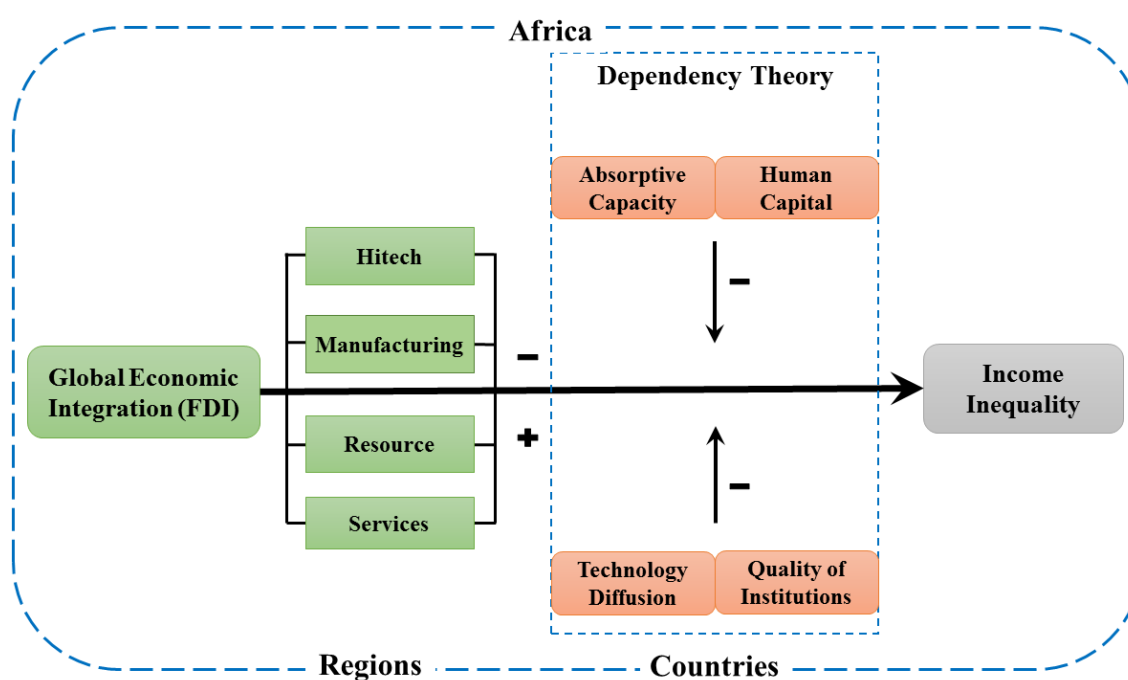 Africa
Dependency Theory
Absorptive
Capacity
Human
Capital
Hitech
Manufacturing
Global Economic
Integration (FDI)
Resource
Services
−
+
−
−
Income
Inequality
Technology
Diffusion
Quality of
Institutions
Regions
Countries